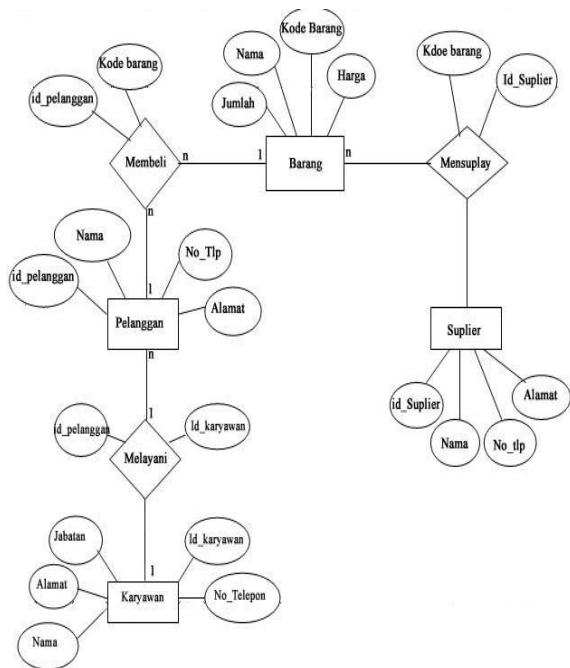 Kode Barang
Kode barang
Nama
Kdoe barang
id_pelanggan
Harga
Id_Suplier
Jumlah
Membeli
n
1
Barang
n
Mensuplay
n
Nama
No_Tlp
id_pelanggan
1
Alamat
Pelanggan
Suplier
n
id_pelanggan
1
Id_karyawan
id_Suplier
Alamat
Melayani
Nama
No_tlp
Jabatan
Id_karyawan
1
Alamat
Karyawan
No_Telepon
Nama